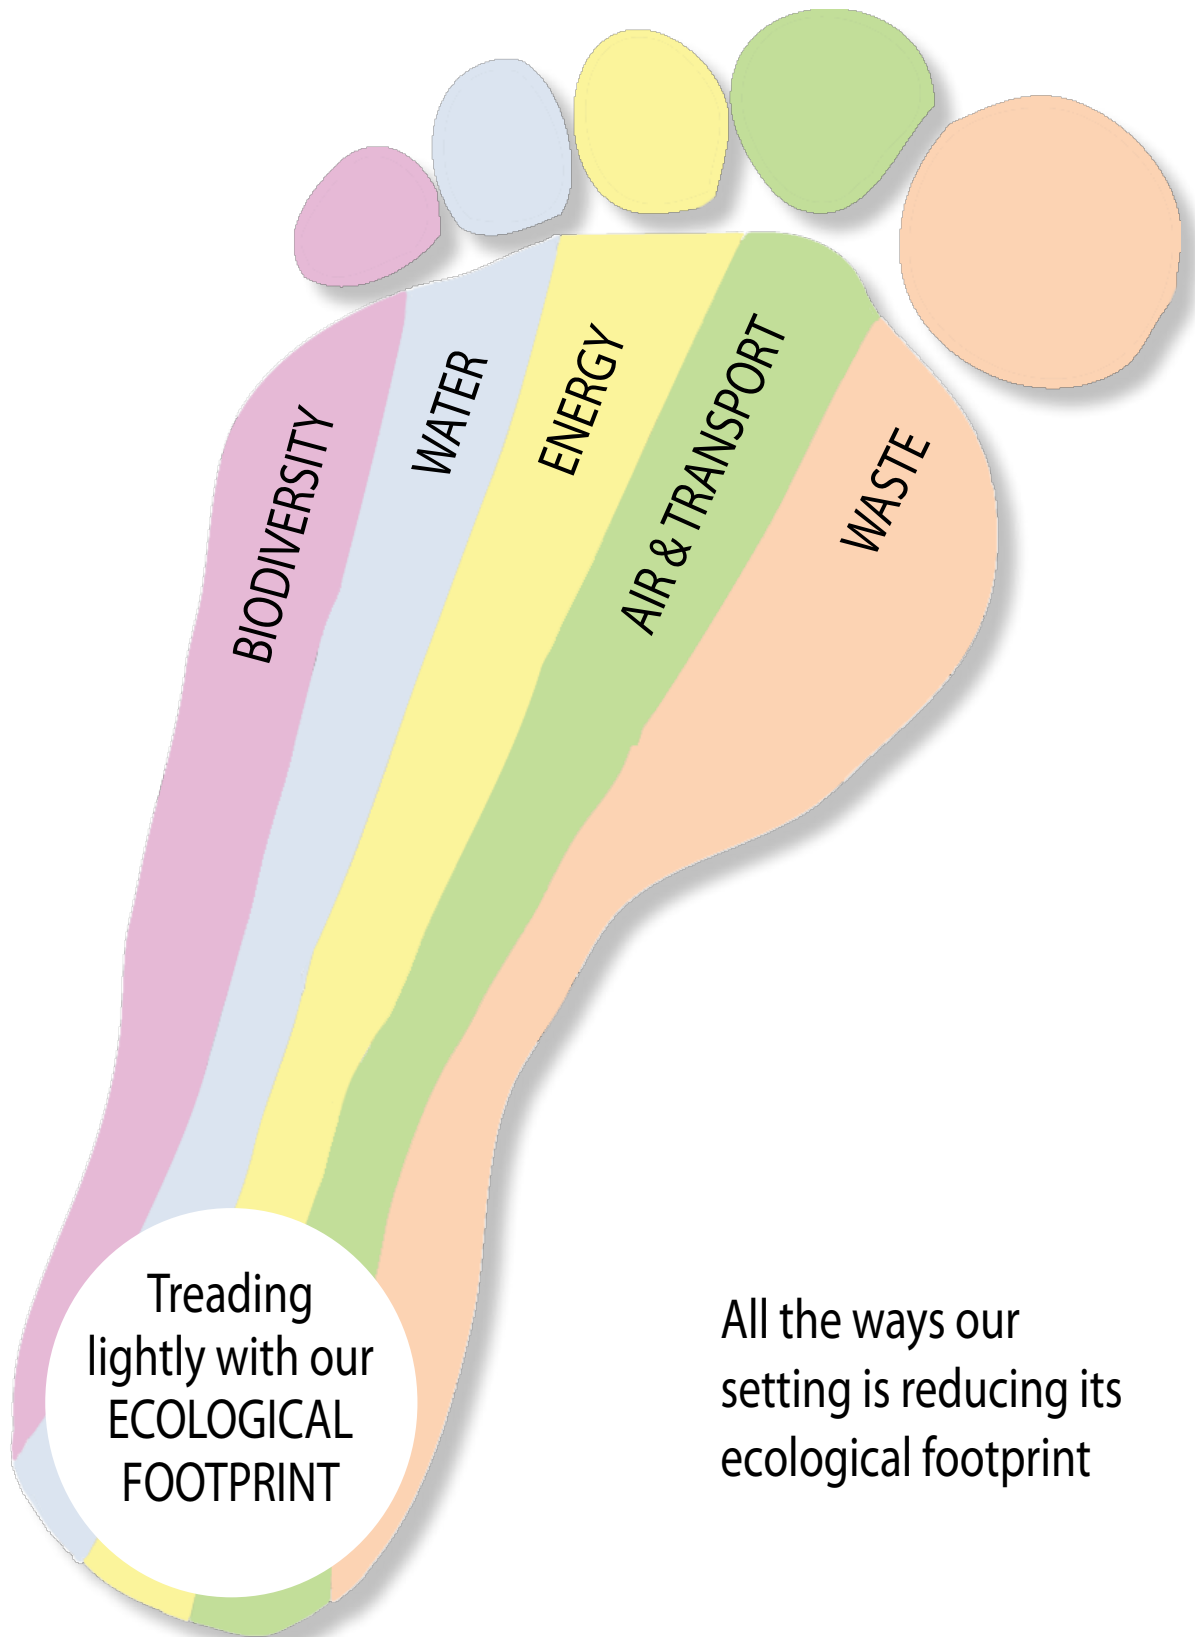 BIODIVERSITY
WATER
ENERGY
AIR & TRANSPORT
WASTE
Treading
lightly with our
ECOLOGICAL
FOOTPRINT
All the ways our
setting is reducing its
ecological footprint